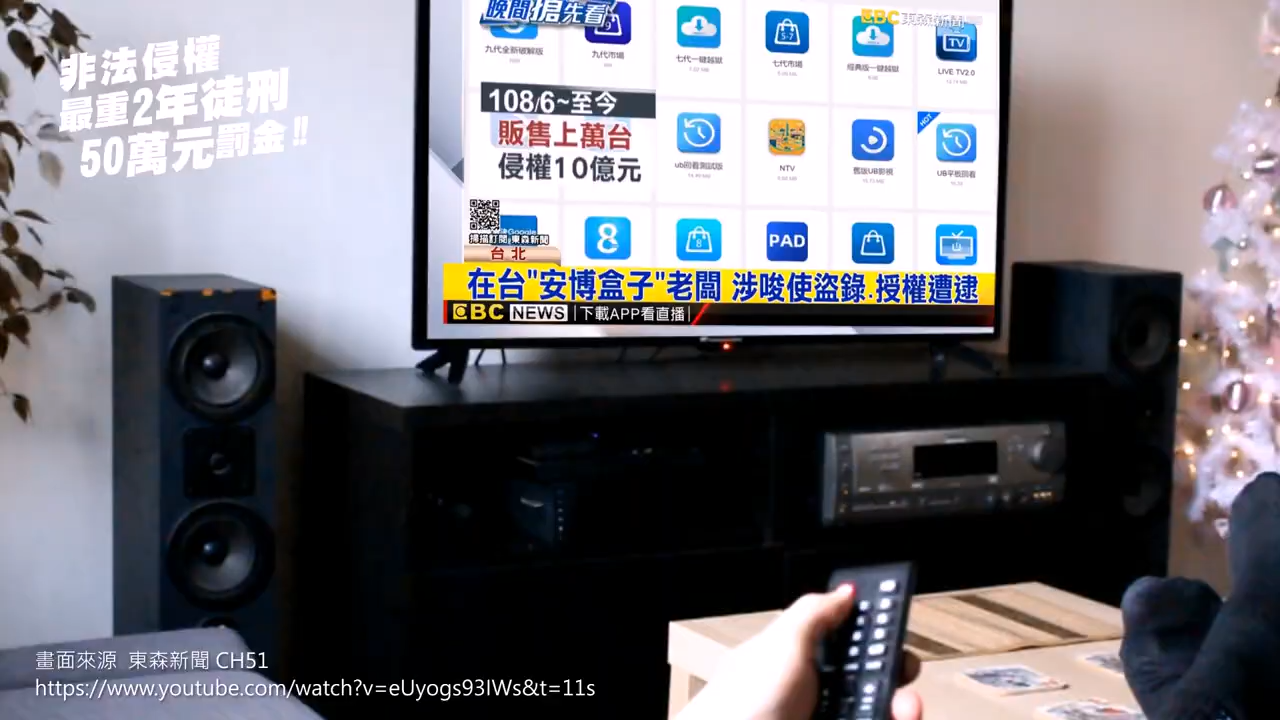 非法侵權
最重2年徒刑
50萬元罰金!!
晚間搶先看
EBC 東森新聞
九代全新破解版
九代市場
七代一鍵越獄
七代市場
經典版一鍵越獄
LIVE TV2.0
108/6~至今
販售上萬台
侵權10億元
ub回看測試版
NTV
舊版UB影視
HOT
UB平板回看
Google
掃描訂閱 東森新聞
台北
8
PAD
在台"安博盒子"老闆 涉唆使盜錄.授權遭逮
EBC NEWS 下載APP看直播
畫面來源 東森新聞 CH51
https://www.youtube.com/watch?v=eUyogs93IWs&t=11s